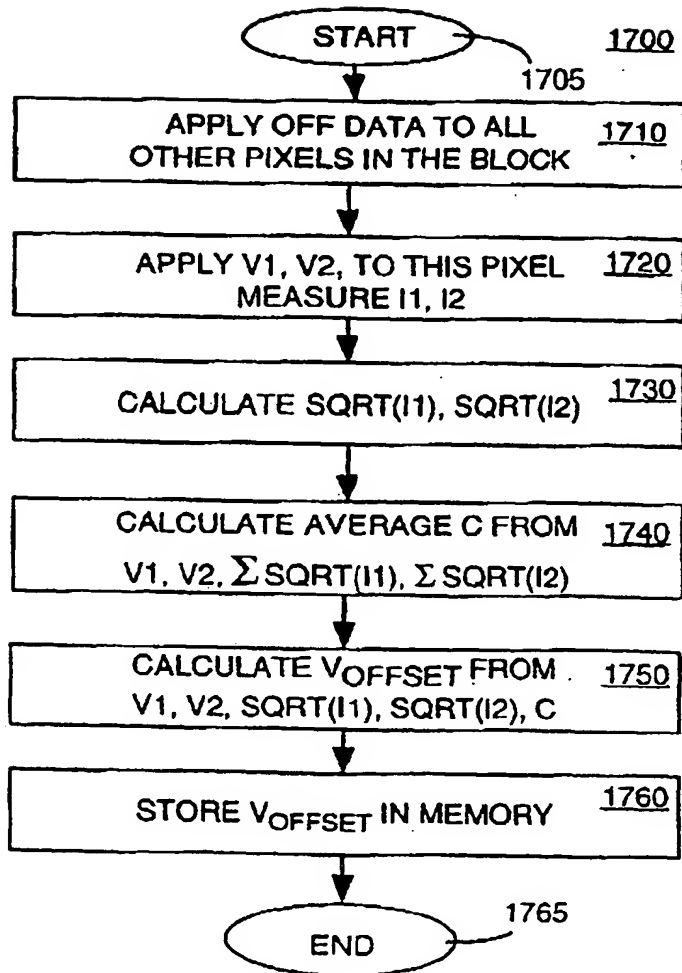 START
1700
1705
APPLY OFF DATA TO ALL 1710
OTHER PIXELS IN THE BLOCK
APPLY V1, V2, TO THIS PIXEL 1720
MEASURE I1, I2
CALCULATE SQRT(I1), SQRT(I2) 1730
CALCULATE AVERAGE C FROM 1740
V1, V2, Σ SQRT(I1), Σ SQRT(I2)
CALCULATE VOFFSET FROM 1750
V1, V2, SQRT(I1), SQRT(I2), C
STORE VOFFSET IN MEMORY 1760
1765
END